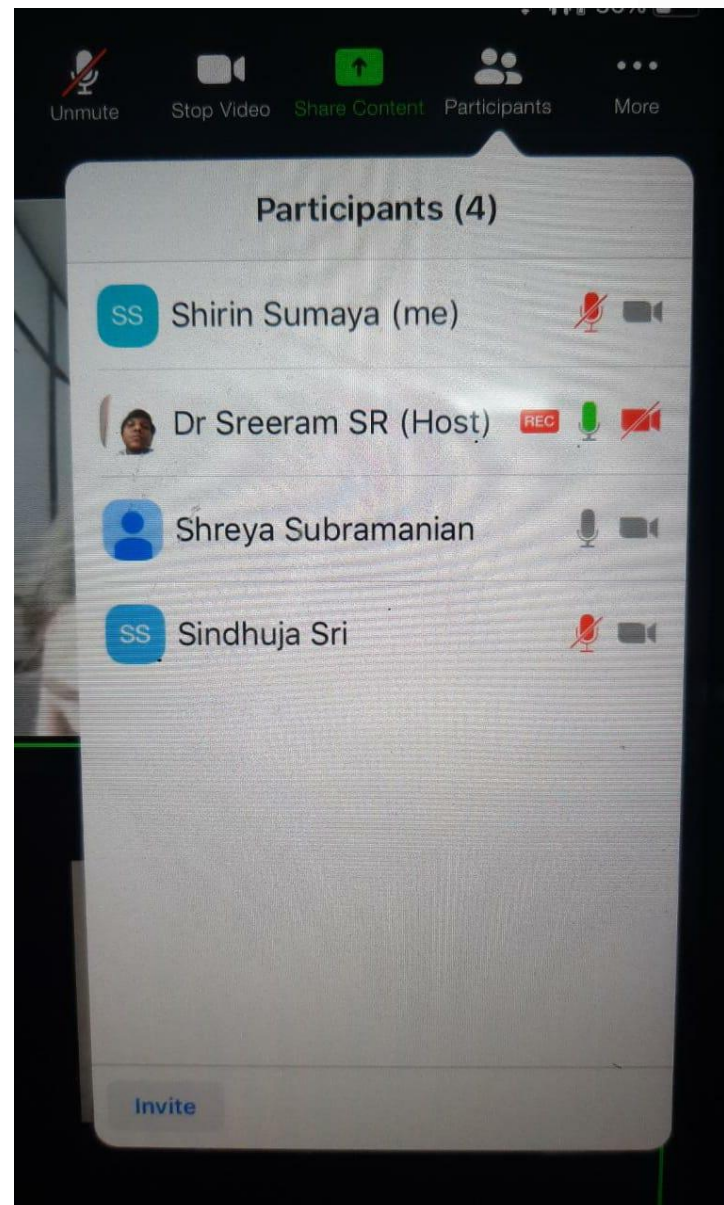 Unmute Stop Video Share Content Participants More
Participants (4)
SS Shirin Sumaya (me)
Dr Sreeram SR (Host) REC
Shreya Subramanian
SS Sindhuja Sri
Invite